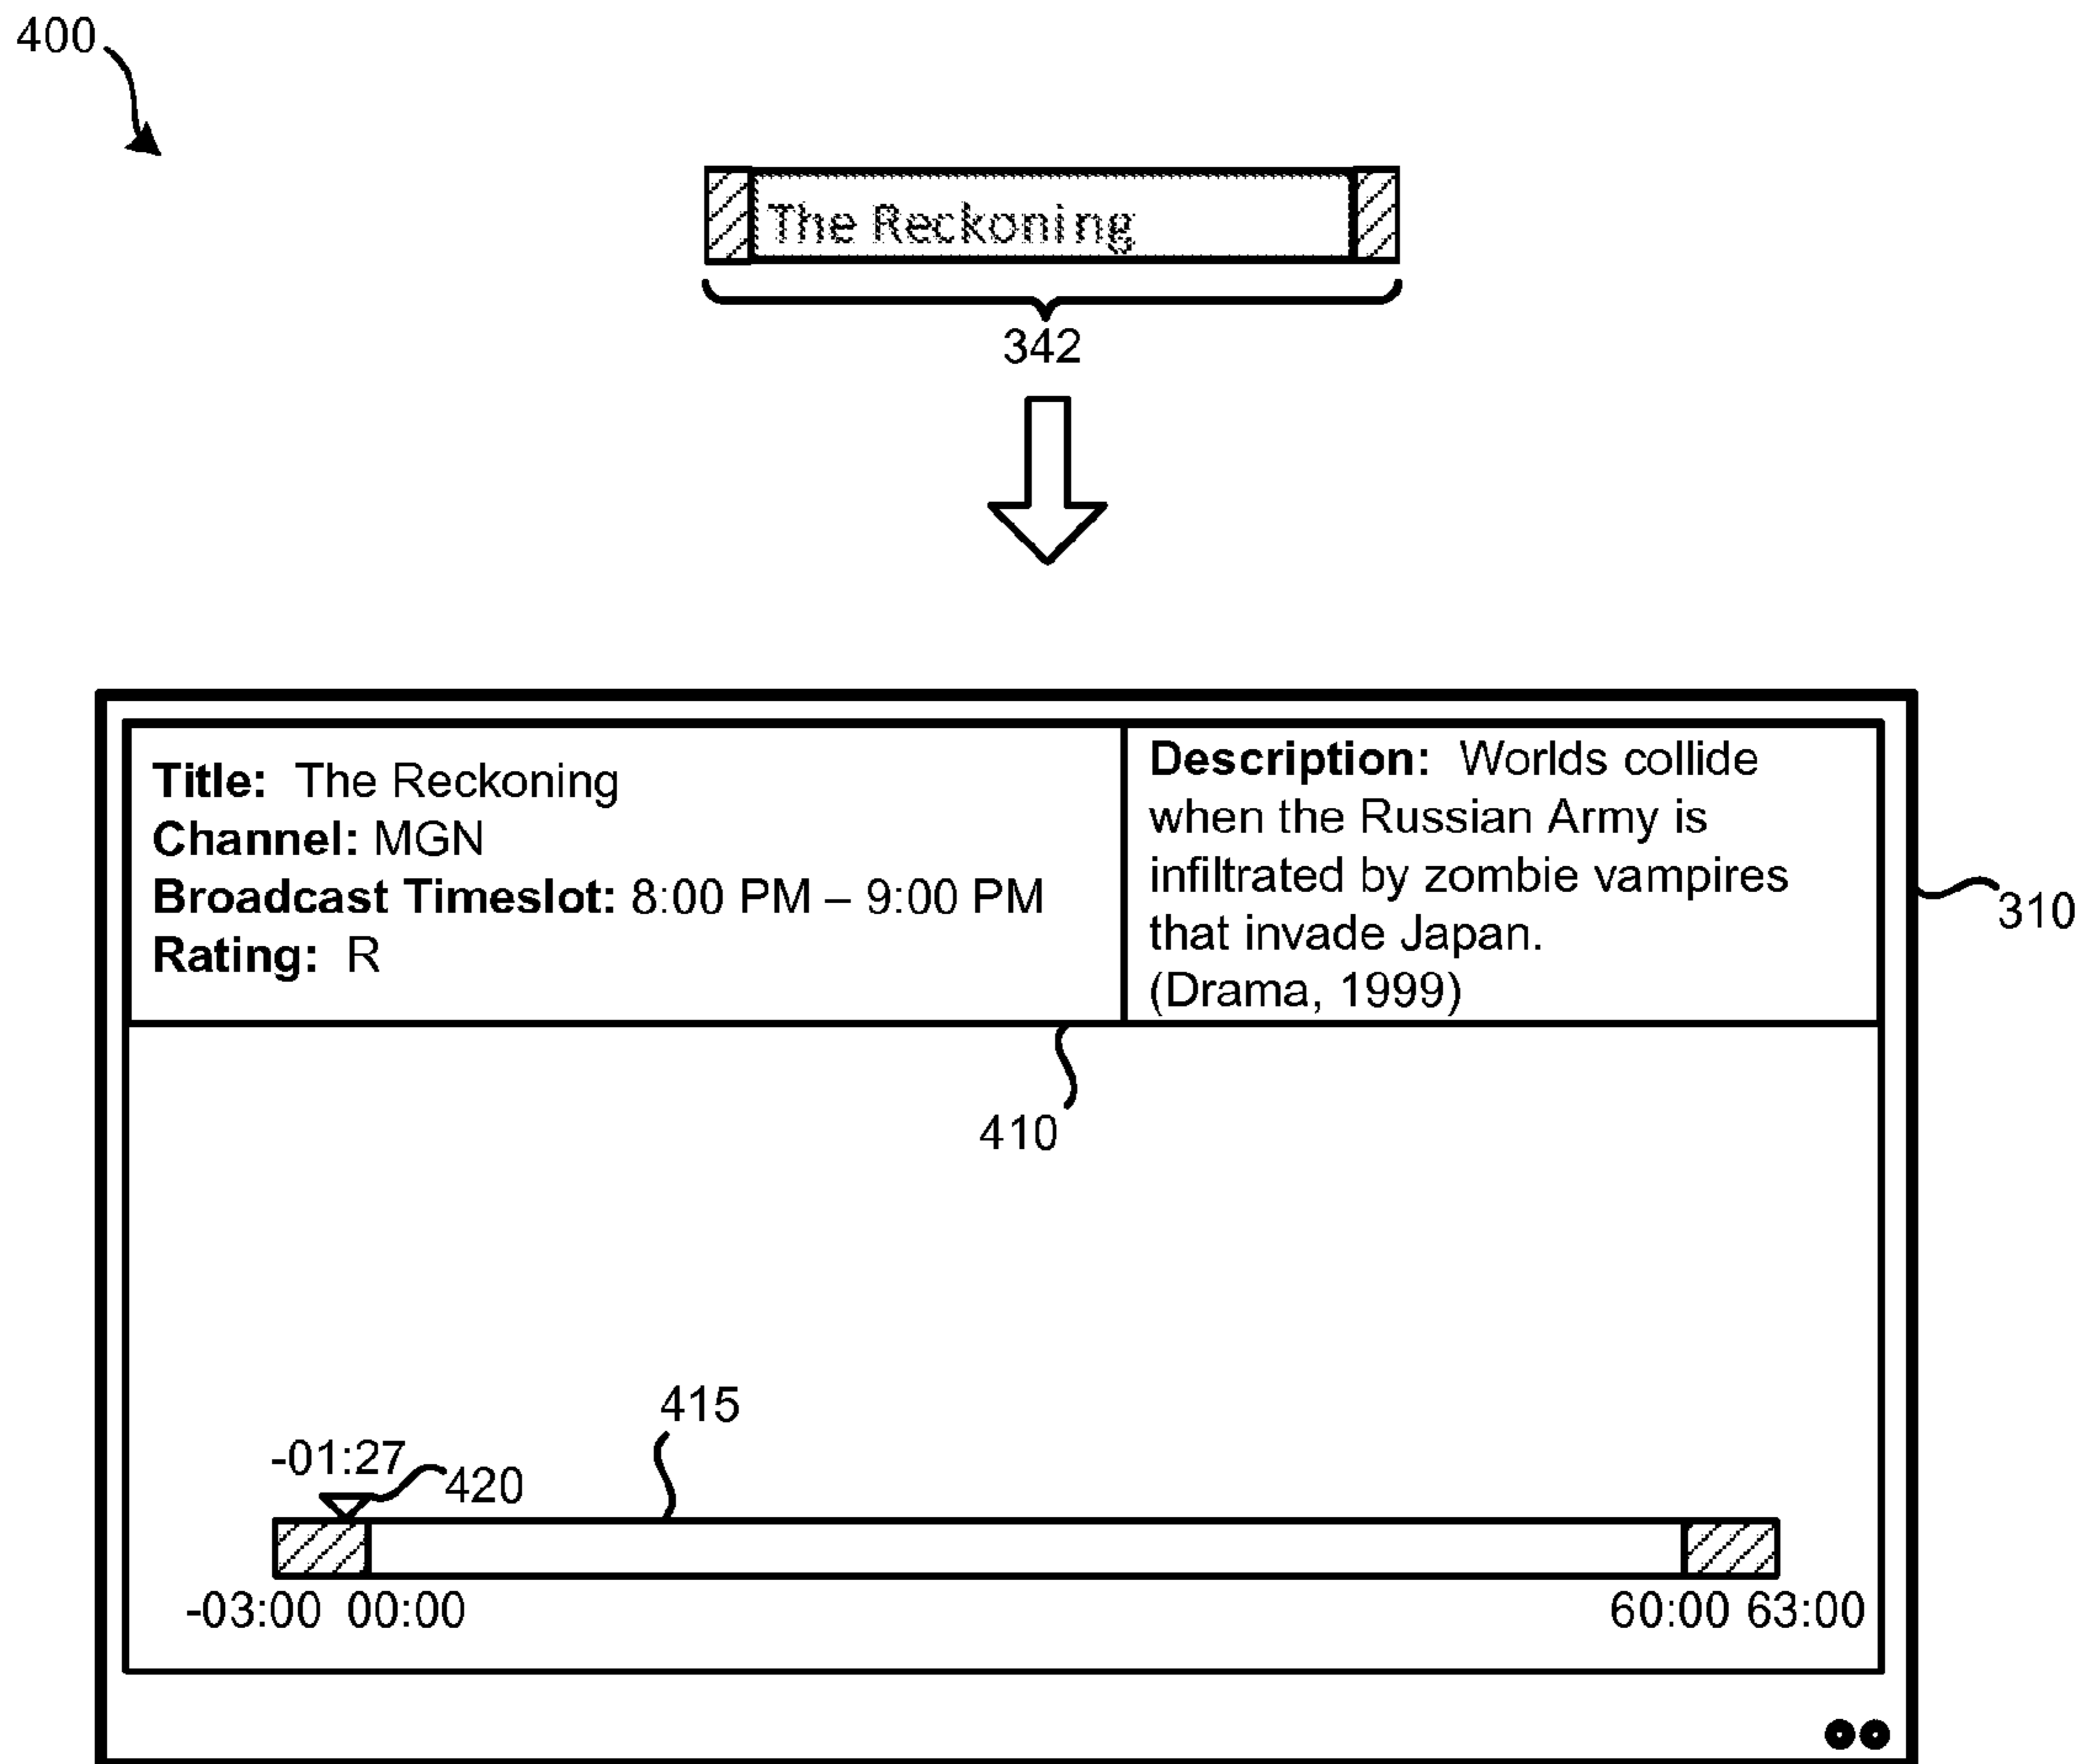 400
The Reckoning
342
Title: The Reckoning
Channel: MGN
Broadcast Timeslot: 8:00 PM – 9:00 PM
Rating: R
Description: Worlds collide
when the Russian Army is
infiltrated by zombie vampires
that invade Japan.
(Drama, 1999)
310
410
415
-01:27
420
-03:00 00:00
60:00 63:00